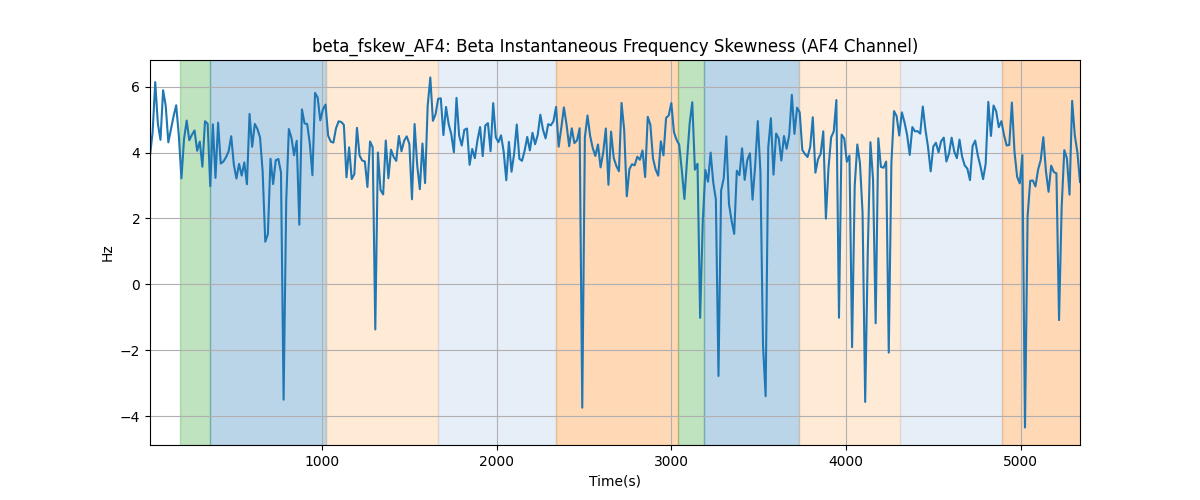 beta_fskew_AF4: Beta Instantaneous Frequency Skewness (AF4 Channel)
6
4
2
0
−2
−4
Hz
1000 2000 3000 4000 5000
Time(s)